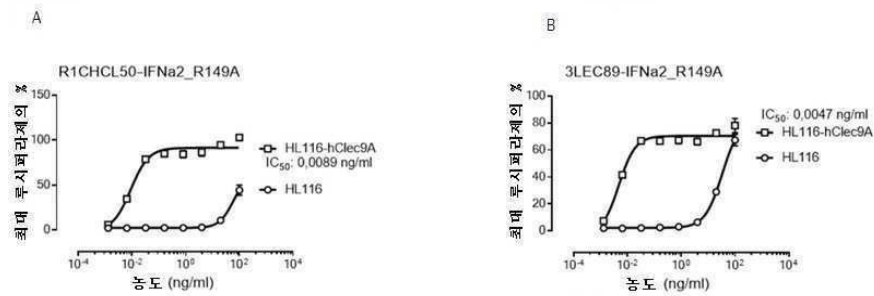 A
R1CHCL50-IFNa2_R149A
최대 루시퍼라제의 %
150
100
50
0
HL116-hClec9A
IC50: 0,0089 ng/ml
HL116
10-4
10-2
100
102
104
농도 (ng/ml)
B
3LEC89-IFNa2_R149A
최대 루시퍼라제의 %
100
80
60
40
20
0
IC50: 0,0047 ng/ml
HL116-hClec9A
HL116
10-4
10-2
100
102
104
농도 (ng/ml)